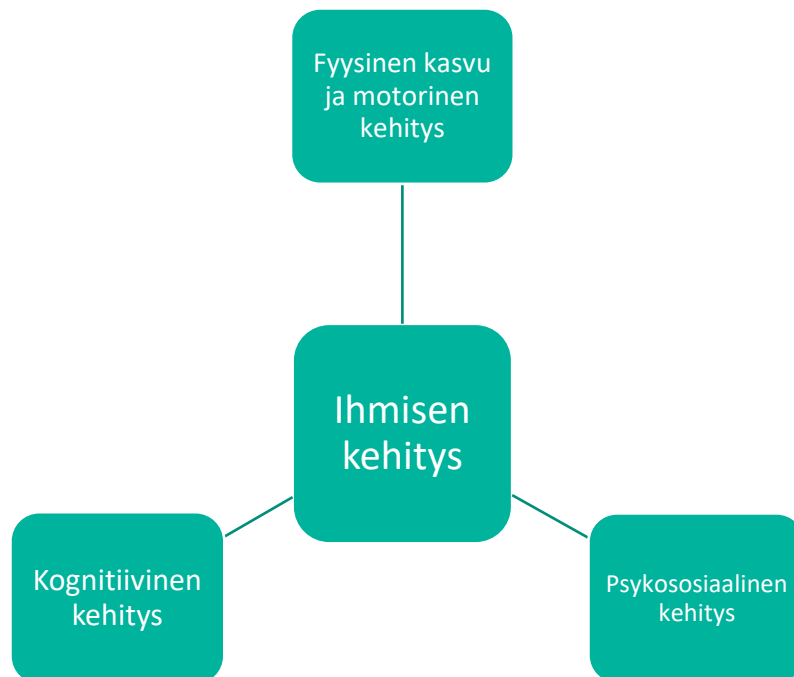 Fyysinen kasvu
ja motorinen
kehitys
Ihmisen
kehitys
Kognitiivinen
kehitys
Psykososiaalinen
kehitys